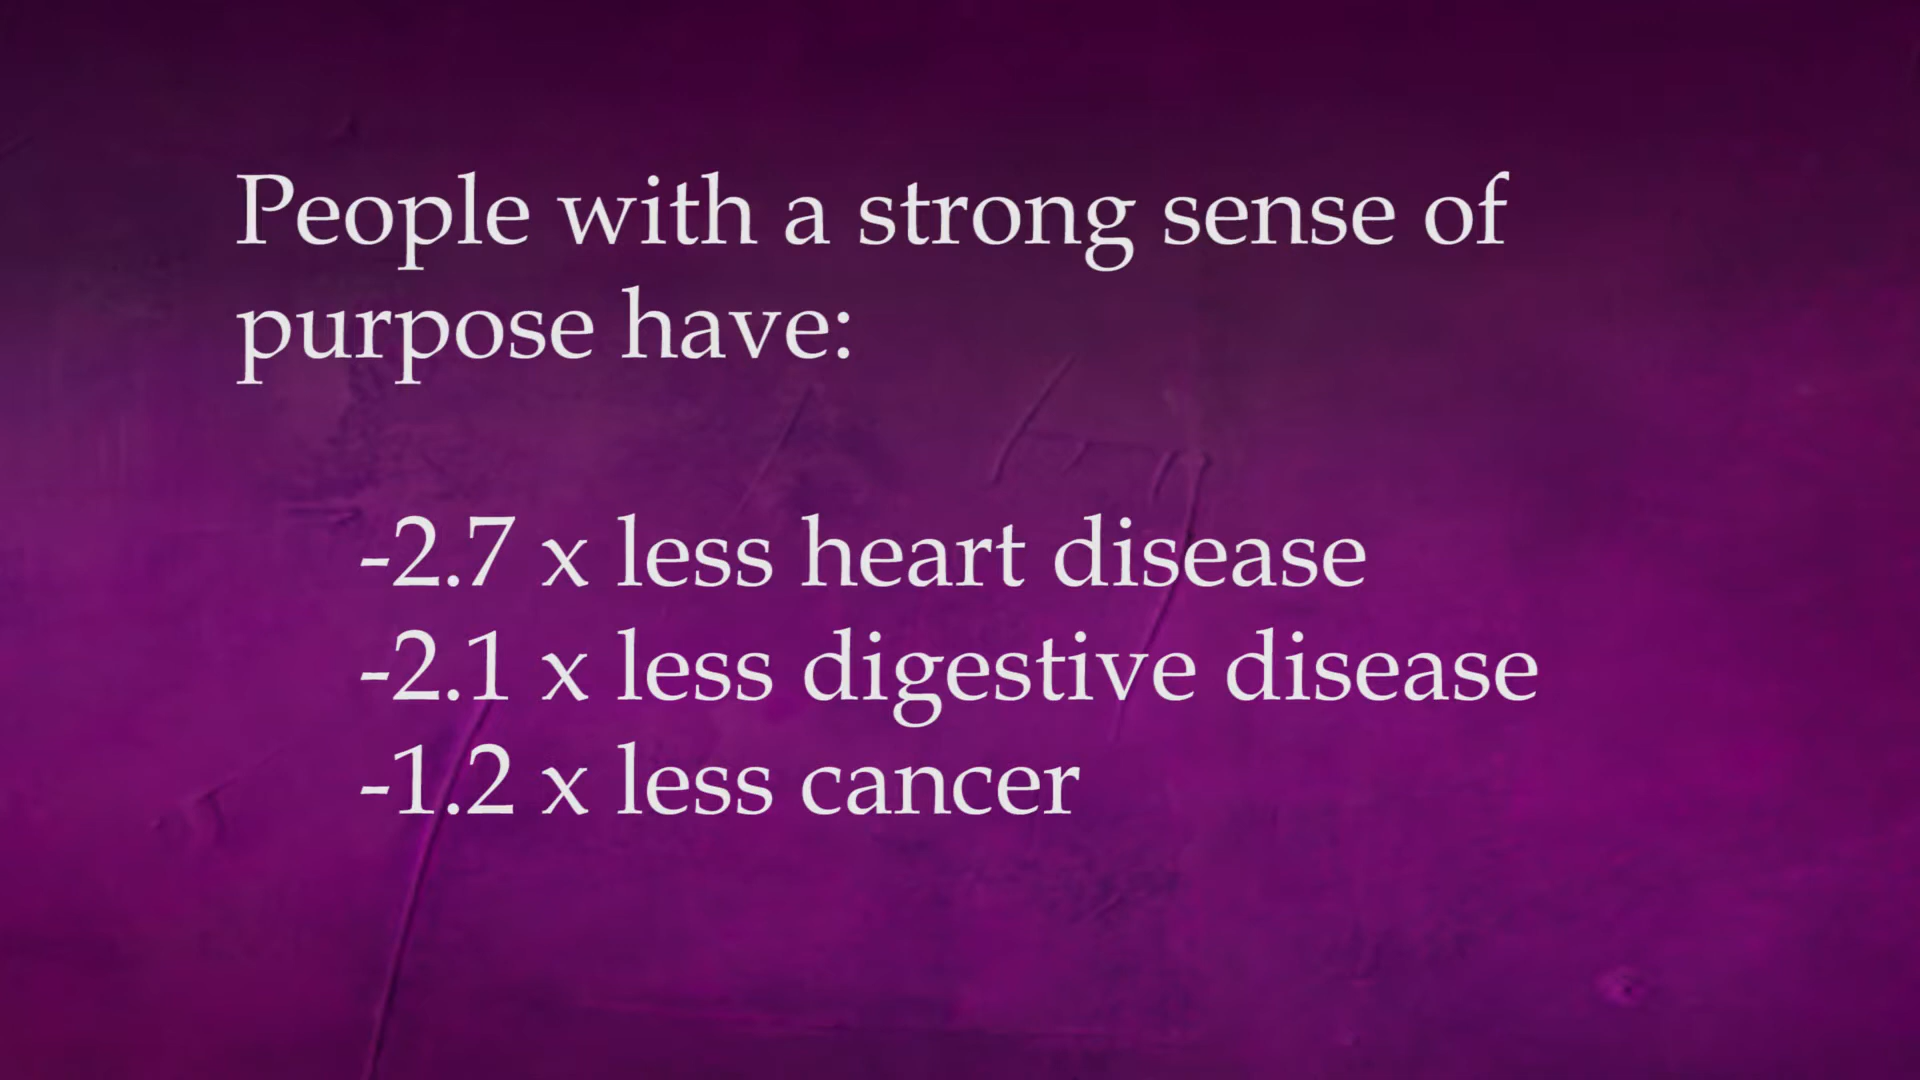 People with a strong sense of
purpose have:
-2.7 x less heart disease
-2.1 x less digestive disease
-1.2 x less cancer